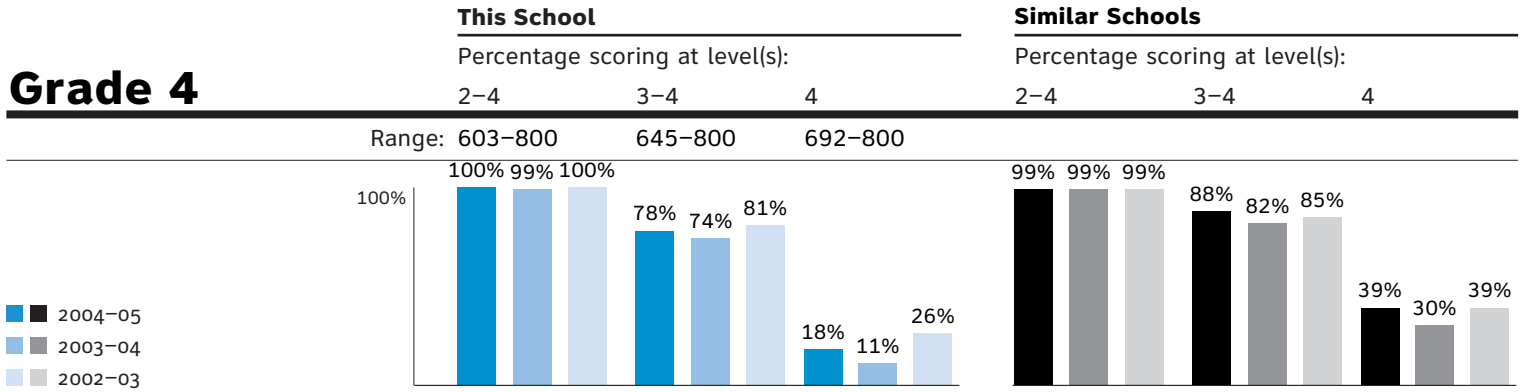 This School Similar Schools
Percentage scoring at level(s): Percentage scoring at level(s):
Grade 4 2–4 3–4 4 2–4 3–4 4
Range: 603–800 645–800 692–800
100% 99% 100% 99% 99% 99%
100% 78% 74% 81% 88% 82% 85%
18% 11% 26% 39% 30% 39%
2004–05
2003–04
2002–03